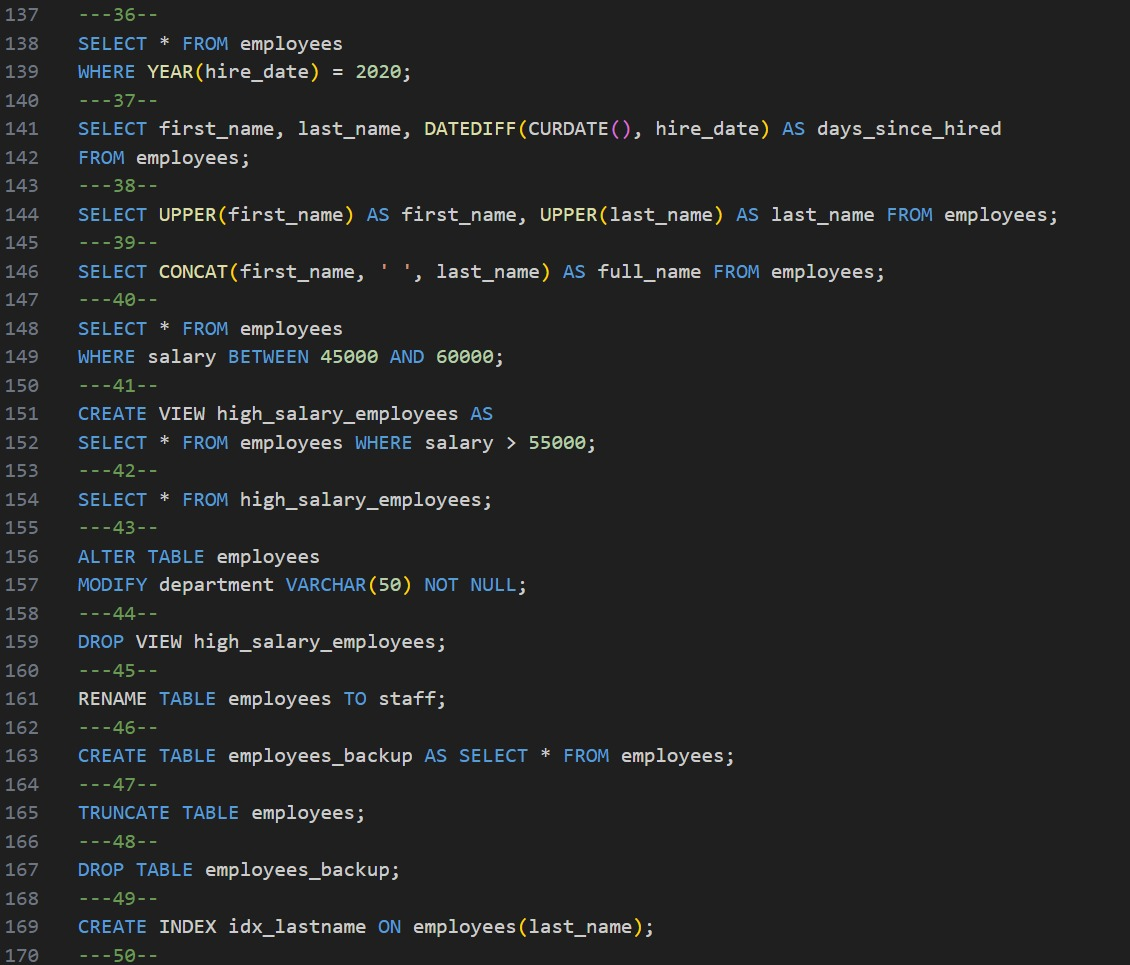 137 ---36--
138 SELECT * FROM employees
139 WHERE YEAR(hire_date) = 2020;
140 ---37--
141 SELECT first_name, last_name, DATEDIFF(CURDATE(), hire_date) AS days_since_hired
142 FROM employees;
143 ---38--
144 SELECT UPPER(first_name) AS first_name, UPPER(last_name) AS last_name FROM employees;
145 ---39--
146 SELECT CONCAT(first_name, ' ', last_name) AS full_name FROM employees;
147 ---40--
148 SELECT * FROM employees
149 WHERE salary BETWEEN 45000 AND 60000;
150 ---41--
151 CREATE VIEW high_salary_employees AS
152 SELECT * FROM employees WHERE salary > 55000;
153 ---42--
154 SELECT * FROM high_salary_employees;
155 ---43--
156 ALTER TABLE employees
157 MODIFY department VARCHAR(50) NOT NULL;
158 ---44--
159 DROP VIEW high_salary_employees;
160 ---45--
161 RENAME TABLE employees TO staff;
162 ---46--
163 CREATE TABLE employees_backup AS SELECT * FROM employees;
164 ---47--
165 TRUNCATE TABLE employees;
166 ---48--
167 DROP TABLE employees_backup;
168 ---49--
169 CREATE INDEX idx_lastname ON employees(last_name);
170 ---50--